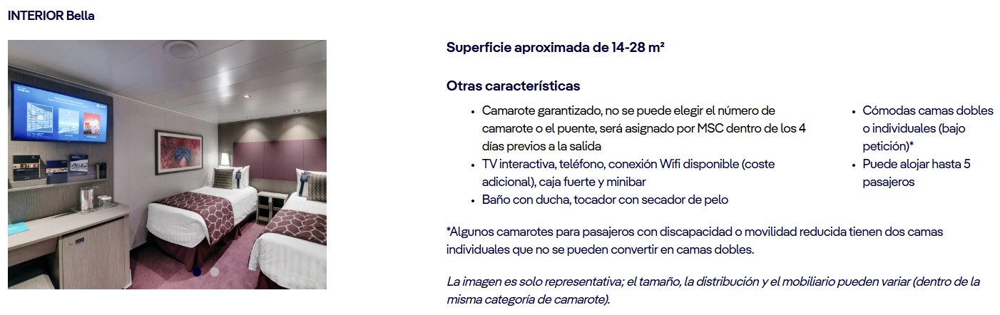 INTERIOR Bella
Superficie aproximada de 14-28 m²
Otras características
Camarote garantizado, no se puede elegir el número de
camarote o el puente, será asignado por MSC dentro de los 4
días previos a la salida
TV interactiva, teléfono, conexión Wifi disponible (coste
adicional), caja fuerte y minibar
Baño con ducha, tocador con secador de pelo
Cómodas camas dobles
o individuales (bajo
petición)*
Puede alojar hasta 5
pasajeros
*Algunos camarotes para pasajeros con discapacidad o movilidad reducida tienen dos camas
individuales que no se pueden convertir en camas dobles.
La imagen es solo representativa; el tamaño, la distribución y el mobiliario pueden variar (dentro de la
misma categoría de camarote).